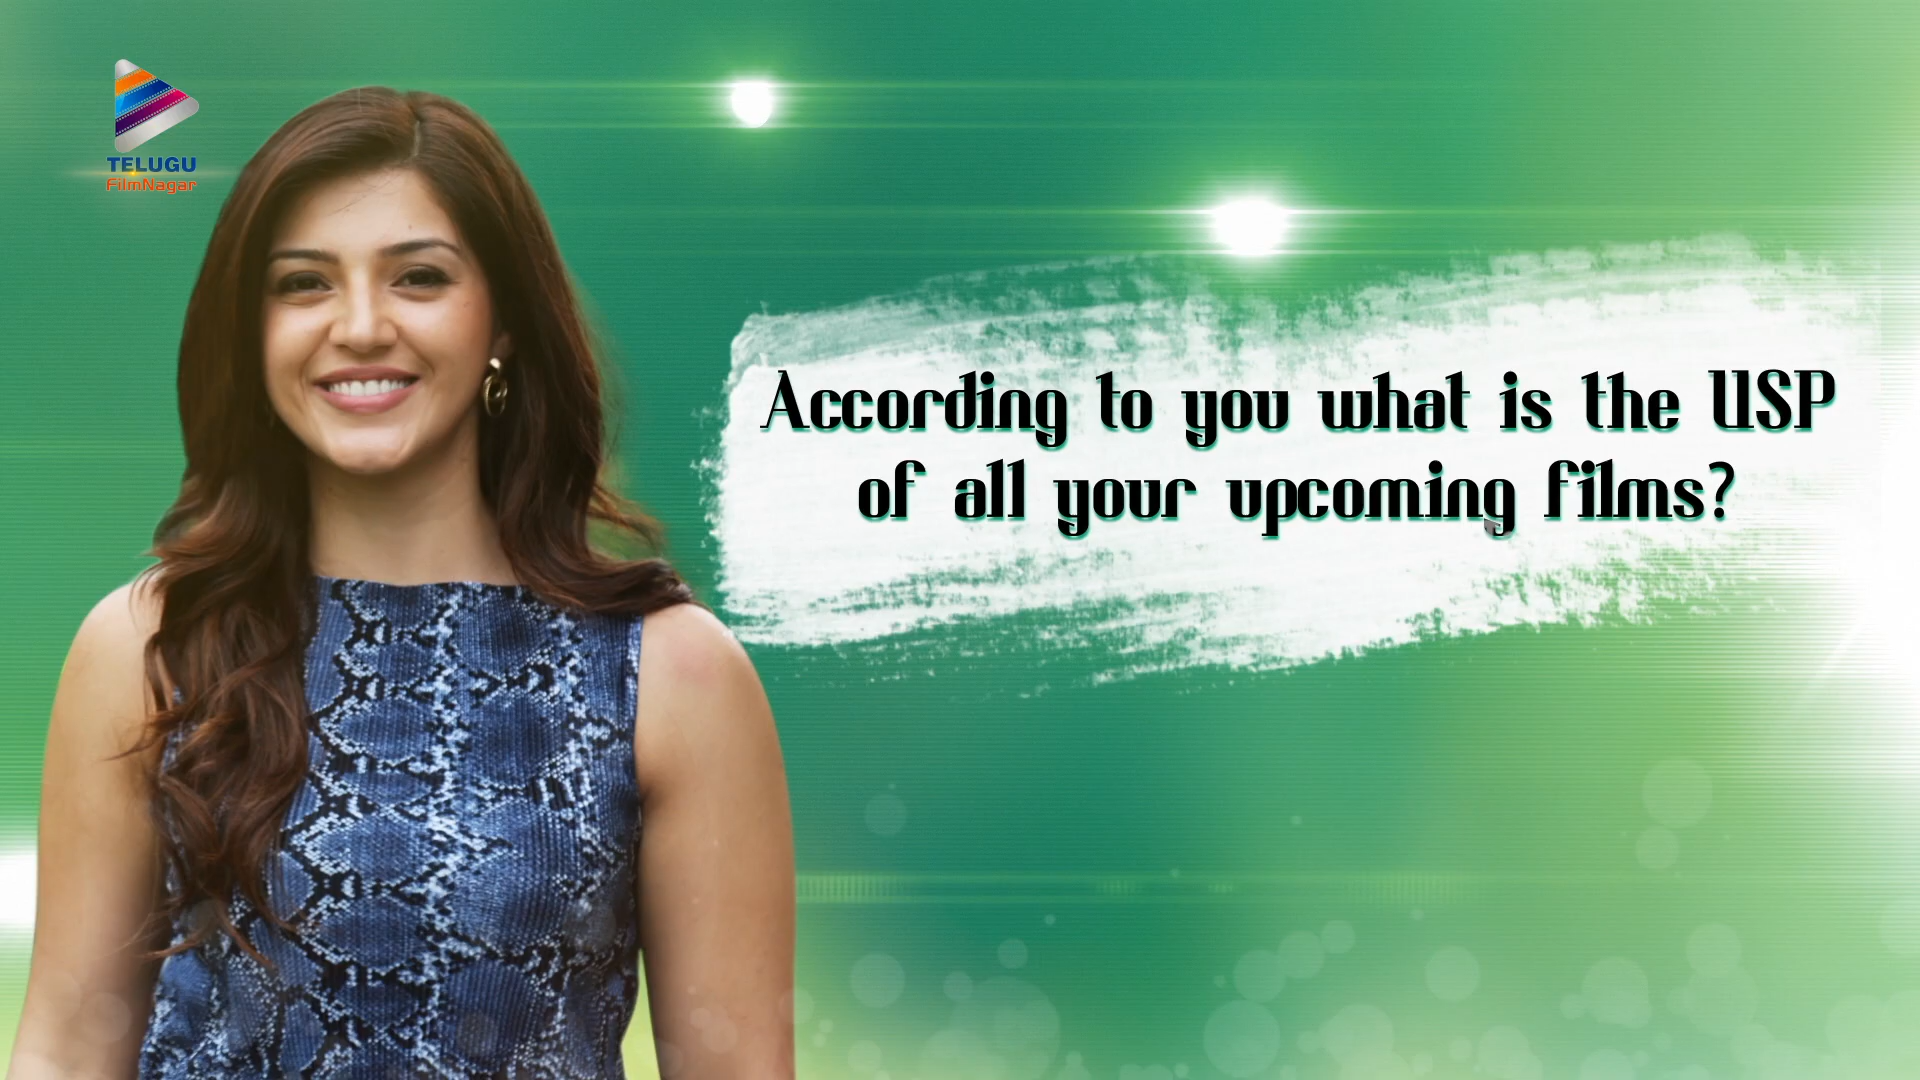 TELUGU
FilmNagar
According to you what is the USP
of all your upcoming films?